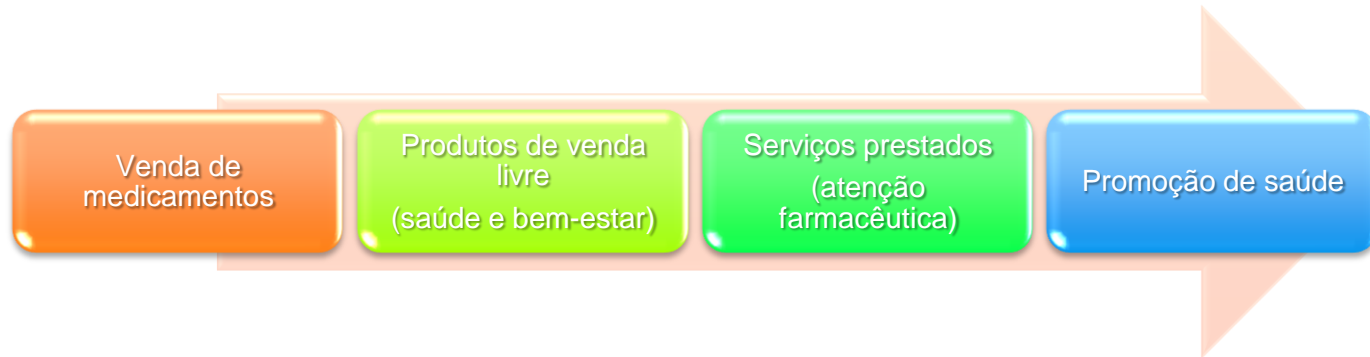 Venda de
medicamentos
Produtos de venda
livre
(saúde e bem-estar)
Serviços prestados
(atenção
farmacêutica)
Promoção de saúde